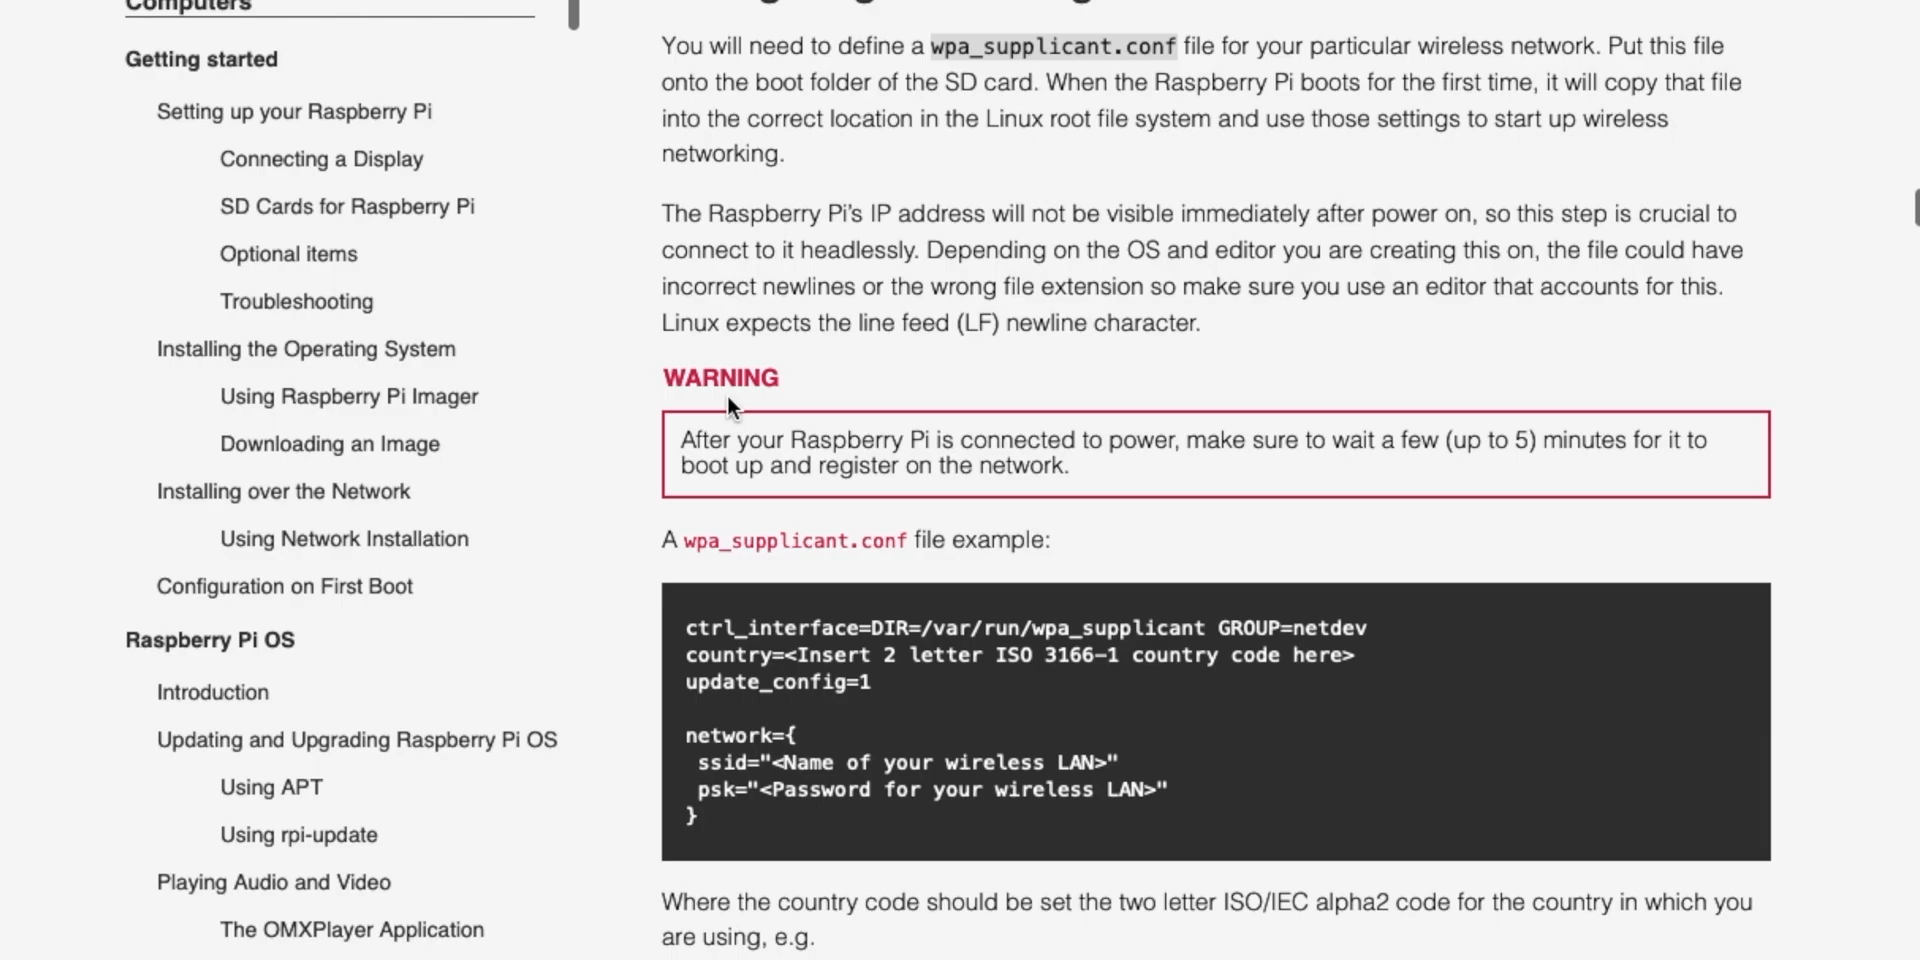 Computers
Getting started
Setting up your Raspberry Pi
Connecting a Display
SD Cards for Raspberry Pi
Optional items
Troubleshooting
Installing the Operating System
Using Raspberry Pi Imager
Downloading an Image
Installing over the Network
Using Network Installation
Configuration on First Boot
Raspberry Pi OS
Introduction
Updating and Upgrading Raspberry Pi OS
Using APT
Using rpi-update
Playing Audio and Video
The OMXPlayer Application
You will need to define a wpa_supplicant.conf file for your particular wireless network. Put this file
onto the boot folder of the SD card. When the Raspberry Pi boots for the first time, it will copy that file
into the correct location in the Linux root file system and use those settings to start up wireless
networking.
The Raspberry Pi’s IP address will not be visible immediately after power on, so this step is crucial to
connect to it headlessly. Depending on the OS and editor you are creating this on, the file could have
incorrect newlines or the wrong file extension so make sure you use an editor that accounts for this.
Linux expects the line feed (LF) newline character.
WARNING
After your Raspberry Pi is connected to power, make sure to wait a few (up to 5) minutes for it to
boot up and register on the network.
A wpa_supplicant.conf file example:
ctrl_interface=DIR=/var/run/wpa_supplicant GROUP=netdev
country=<Insert 2 letter ISO 3166-1 country code here>
update_config=1
network={
ssid="<Name of your wireless LAN>"
psk="<Password for your wireless LAN>"
}
Where the country code should be set the two letter ISO/IEC alpha2 code for the country in which you
are using, e.g.